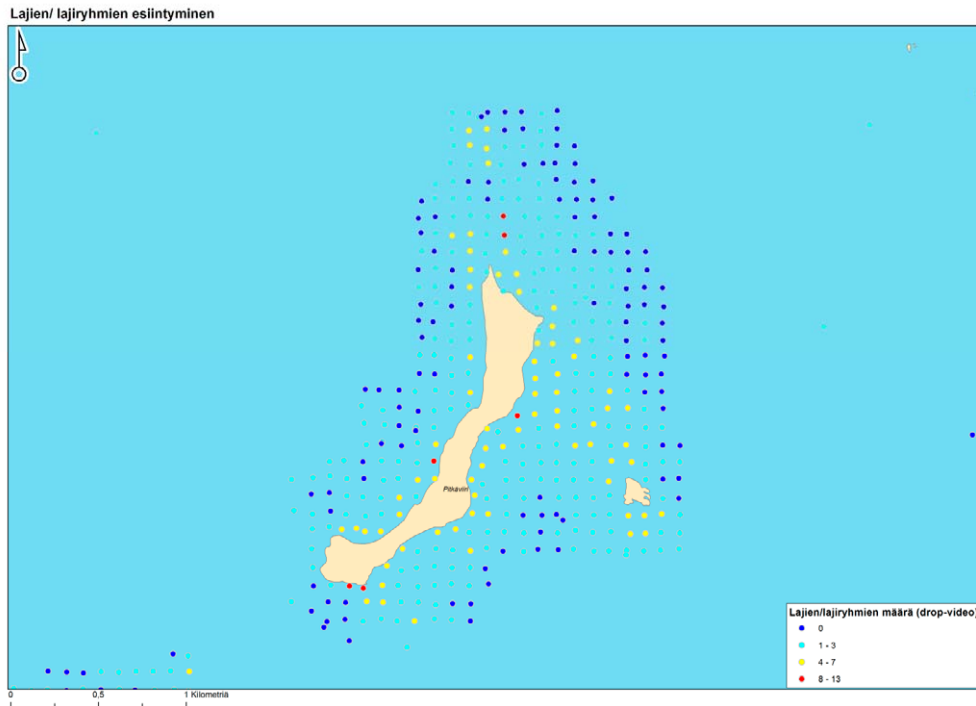 Lajien/ lajiryhmien esiintyminen
Pitkäviiri
Lajien/lajiryhmien määrä (drop-video)
0
1 - 3
4 - 7
8 - 13
0 0,5 1 Kilometriä